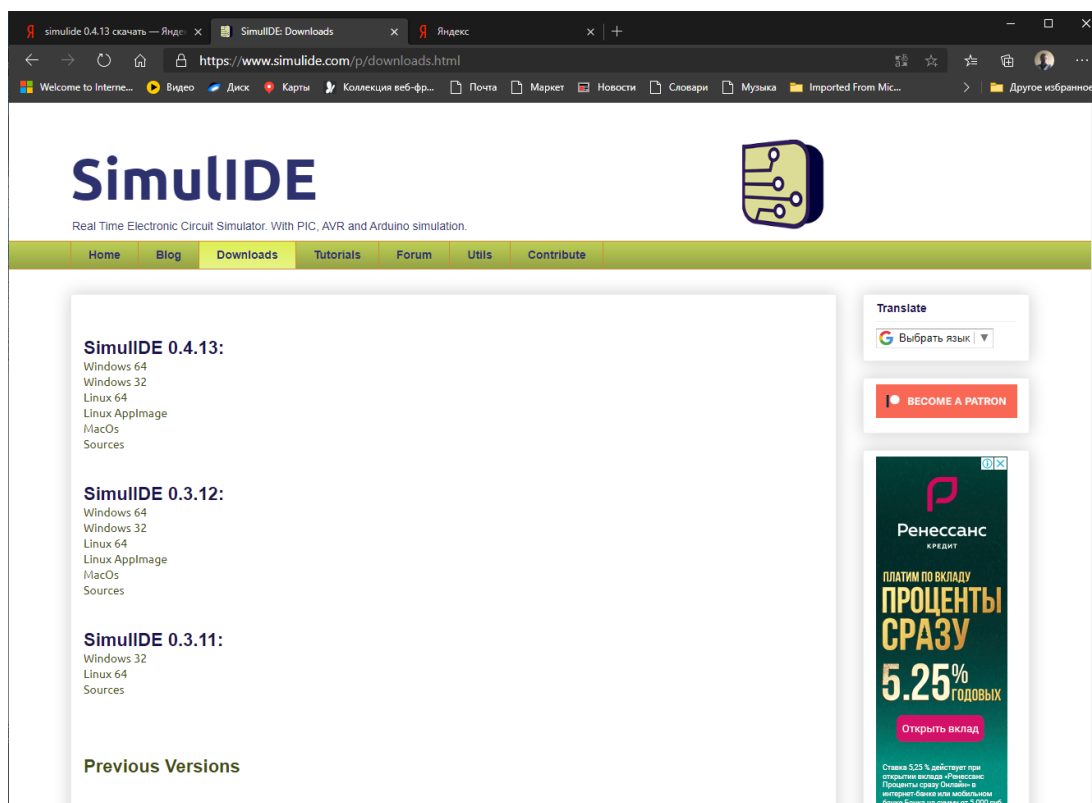 simulide 0.4.13 скачать — Яндек
SimulIDE: Downloads
Яндекс
https://www.simulide.com/p/downloads.html
Welcome to Interne...
Видео
Диск
Карты
Коллекция веб-фр...
Почта
Маркет
Новости
Словари
Музыка
Imported From Mic...
Другое избранное
SimulIDE
Real Time Electronic Circuit Simulator. With PIC, AVR and Arduino simulation.
Home
Blog
Downloads
Tutorials
Forum
Utils
Contribute
SimulIDE 0.4.13:
Windows 64
Windows 32
Linux 64
Linux AppImage
MacOs
Sources
SimulIDE 0.3.12:
Windows 64
Windows 32
Linux 64
Linux AppImage
MacOs
Sources
SimulIDE 0.3.11:
Windows 32
Linux 64
Sources
Previous Versions
Translate
Выбрать язык
BECOME A PATRON
Ренессанс
КРЕДИТ
ПЛАТИМ ПО ВКЛАДУ
ПРОЦЕНТЫ
СРАЗУ
5.25%
ГОДОВЫХ
Открыть вклад
Ставка 5,25 % действует при
открытии вклада «Ренессанс
Проценты сразу Онлайн» в
интернет-банке или мобильном